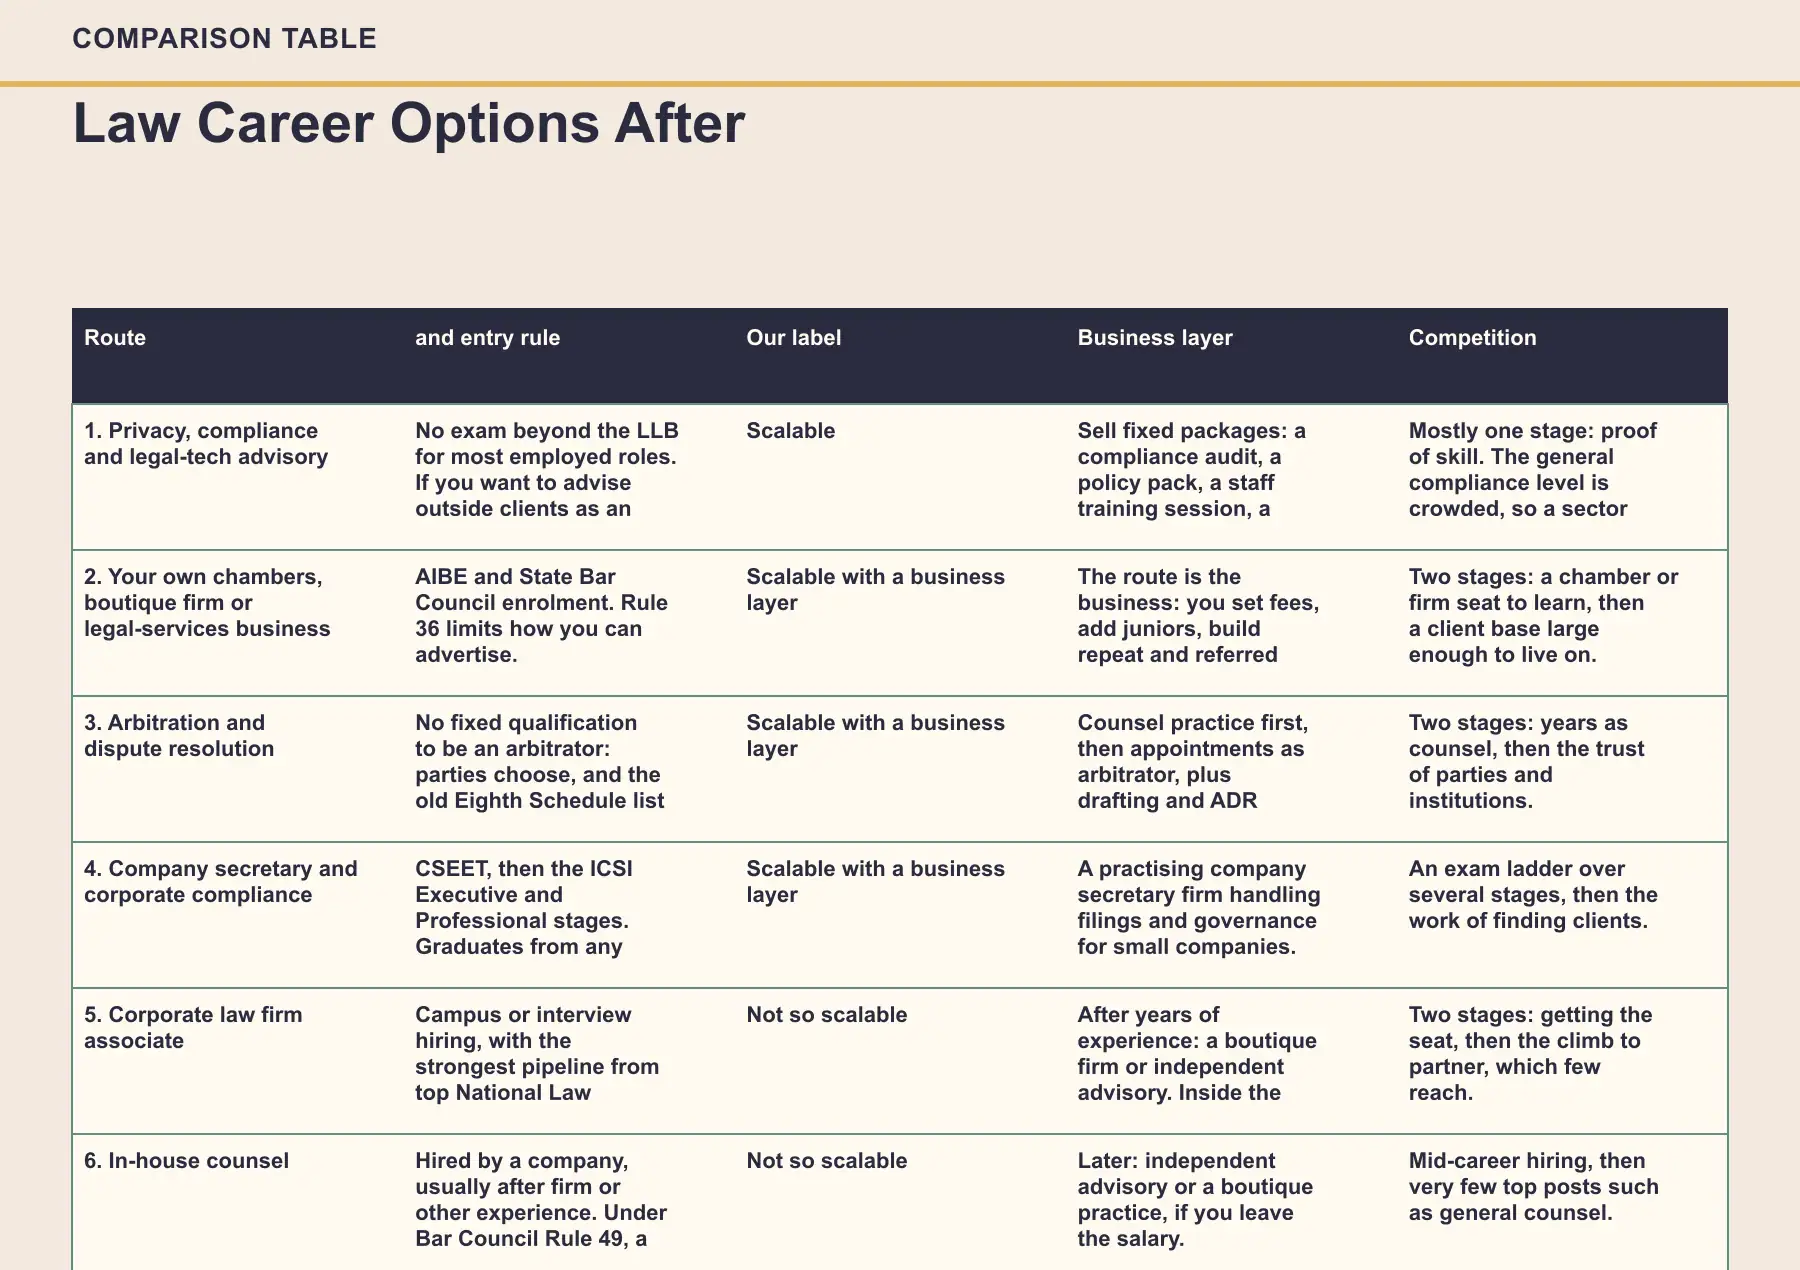 COMPARISON TABLE
Law Career Options After
Route
and entry rule
Our label
Business layer
Competition
1. Privacy, compliance
and legal-tech advisory
No exam beyond the LLB
for most employed roles.
If you want to advise
outside clients as an
Scalable
Sell fixed packages: a
compliance audit, a
policy pack, a staff
training session, a
Mostly one stage: proof
of skill. The general
compliance level is
crowded, so a sector
2. Your own chambers,
boutique firm or
legal-services business
AIBE and State Bar
Council enrolment. Rule
36 limits how you can
advertise.
Scalable with a business
layer
The route is the
business: you set fees,
add juniors, build
repeat and referred
Two stages: a chamber or
firm seat to learn, then
a client base large
enough to live on.
3. Arbitration and
dispute resolution
No fixed qualification
to be an arbitrator:
parties choose, and the
old Eighth Schedule list
Scalable with a business
layer
Counsel practice first,
then appointments as
arbitrator, plus
drafting and ADR
Two stages: years as
counsel, then the trust
of parties and
institutions.
4. Company secretary and
corporate compliance
CSEET, then the ICSI
Executive and
Professional stages.
Graduates from any
Scalable with a business
layer
A practising company
secretary firm handling
filings and governance
for small companies.
An exam ladder over
several stages, then the
work of finding clients.
5. Corporate law firm
associate
Campus or interview
hiring, with the
strongest pipeline from
top National Law
Not so scalable
After years of
experience: a boutique
firm or independent
advisory. Inside the
Two stages: getting the
seat, then the climb to
partner, which few
reach.
6. In-house counsel
Hired by a company,
usually after firm or
other experience. Under
Bar Council Rule 49, a
Not so scalable
Later: independent
advisory or a boutique
practice, if you leave
the salary.
Mid-career hiring, then
very few top posts such
as general counsel.